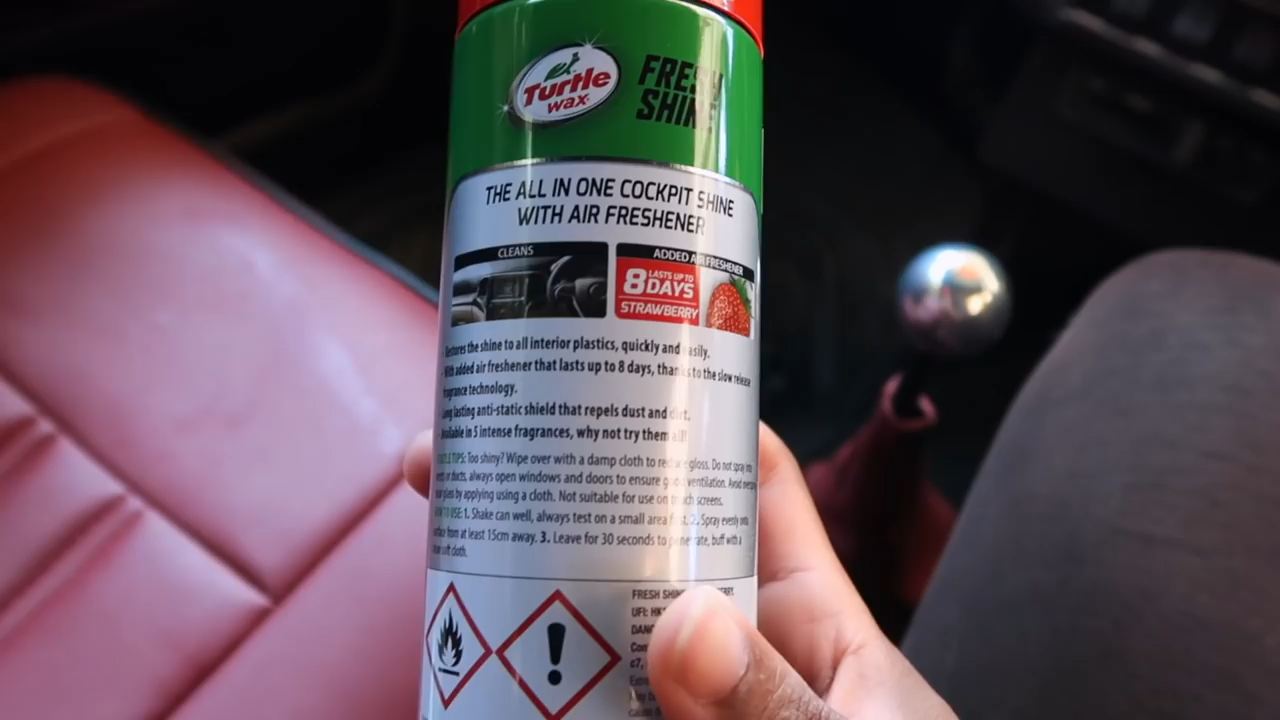 Turtle
wax
FRESH
SHINE
THE ALL IN ONE COCKPIT SHINE
WITH AIR FRESHENER
CLEANS
ADDED AIR FRESHENER
8 LASTS UP TO
DAYS
STRAWBERRY
Restores the shine to all interior plastics, quickly and easily.
With added air freshener that lasts up to 8 days, thanks to the slow release
fragrance technology.
Long lasting anti-static shield that repels dust and dirt.
Available in 5 intense fragrances, why not try them all!
TIPS: Too shiny? Wipe over with a damp cloth to reduce gloss. Do not spray into
vents or ducts, always open windows and doors to ensure good ventilation. Avoid
by applying using a cloth. Not suitable for use on touch screens.
TO USE: 1. Shake can well, always test on a small area first. 2. Spray evenly onto
surface from at least 15cm away. 3. Leave for 30 seconds to penetrate, buff with a
soft cloth.
FRESH SHINE
UFI:
c7,